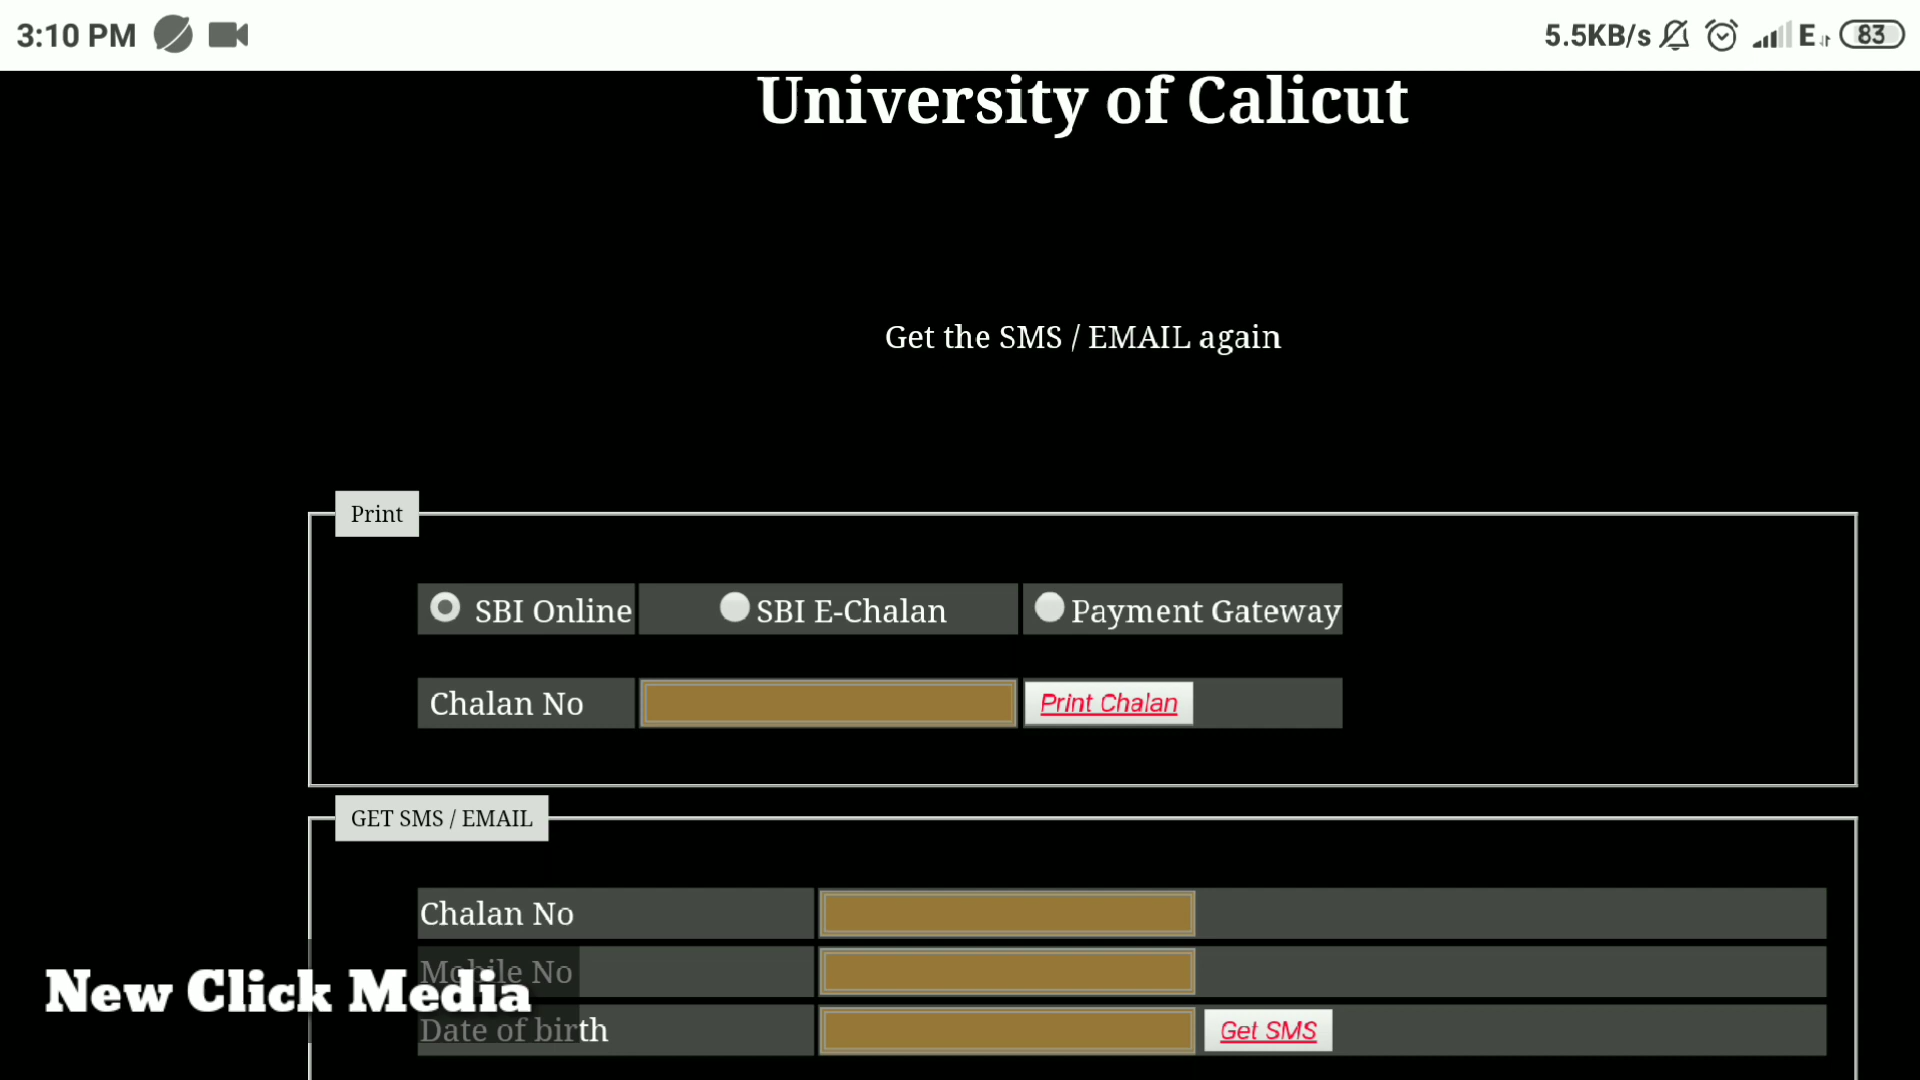 3:10 PM 5.5KB/s E 83
University of Calicut
Get the SMS / EMAIL again
Print
SBI Online SBI E-Chalan Payment Gateway
Chalan No Print Chalan
GET SMS / EMAIL
Chalan No
Mobile No
New Click Media
Date of birth Get SMS